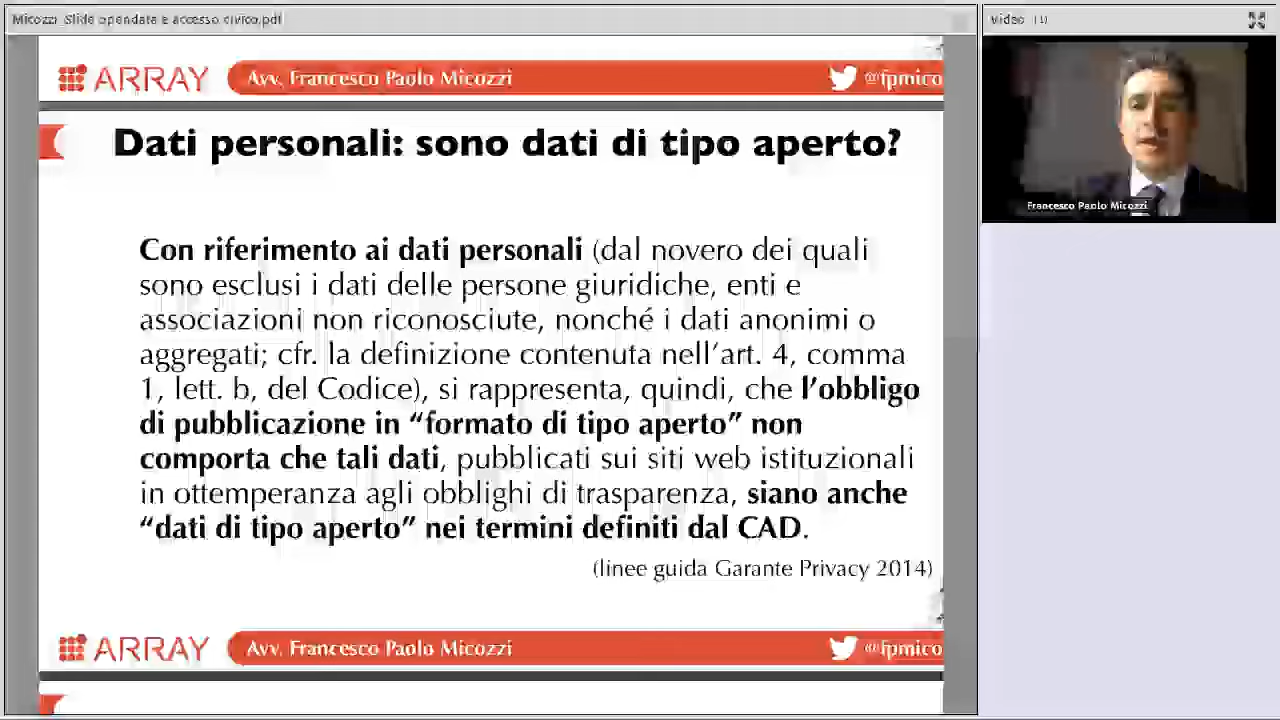 Micozzi_Slide opendata e accesso civico.pdf
Video (1)
ARRAY Avv. Francesco Paolo Micozzi @fpmico
Dati personali: sono dati di tipo aperto?
Con riferimento ai dati personali (dal novero dei quali
sono esclusi i dati delle persone giuridiche, enti e
associazioni non riconosciute, nonché i dati anonimi o
aggregati; cfr. la definizione contenuta nell’art. 4, comma
1, lett. b, del Codice), si rappresenta, quindi, che l’obbligo
di pubblicazione in “formato di tipo aperto” non
comporta che tali dati, pubblicati sui siti web istituzionali
in ottemperanza agli obblighi di trasparenza, siano anche
“dati di tipo aperto” nei termini definiti dal CAD.
(linee guida Garante Privacy 2014)
ARRAY Avv. Francesco Paolo Micozzi @fpmico
Francesco Paolo Micozzi